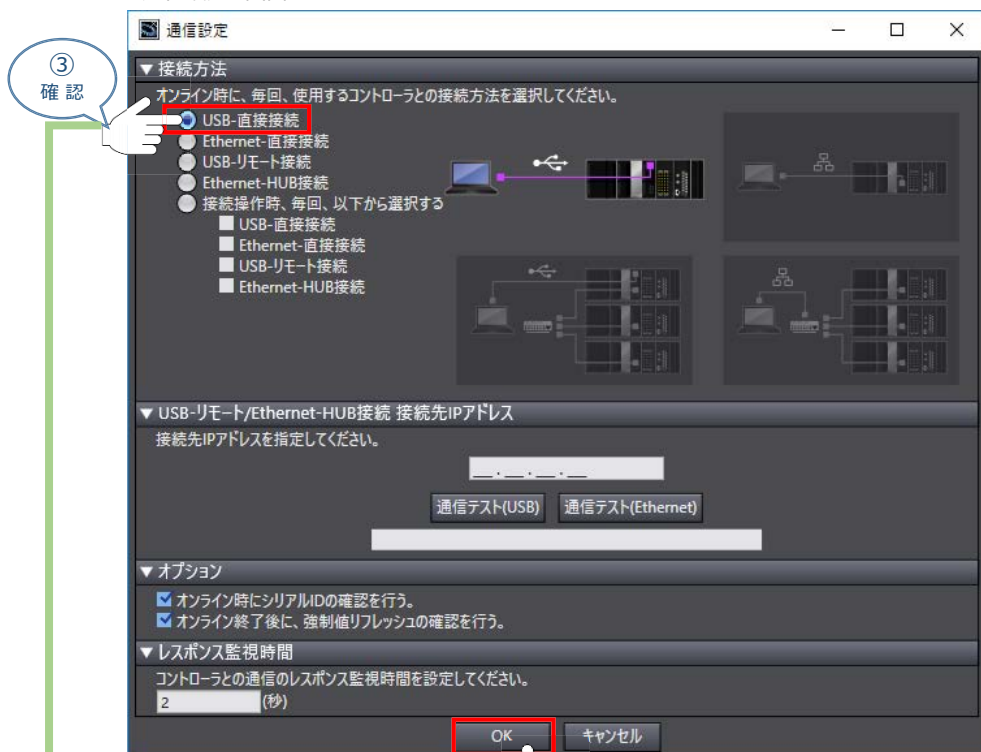 通信設定
③
確認
▼接続方法
オンライン時に、毎回、使用するコントローラとの接続方法を選択してください。
USB-直接接続
Ethernet-直接接続
USB-リモート接続
Ethernet-HUB接続
接続操作時、毎回、以下から選択する
USB-直接接続
Ethernet-直接接続
USB-リモート接続
Ethernet-HUB接続
▼USB-リモート/Ethernet-HUB接続 接続先IPアドレス
接続先IPアドレスを指定してください。
__.__.__.__
通信テスト(USB) 通信テスト(Ethernet)
▼オプション
オンライン時にシリアルIDの確認を行う。
オンライン終了後に、強制値リフレッシュの確認を行う。
▼レスポンス監視時間
コントローラとの通信のレスポンス監視時間を設定してください。
2 (秒)
OK キャンセル